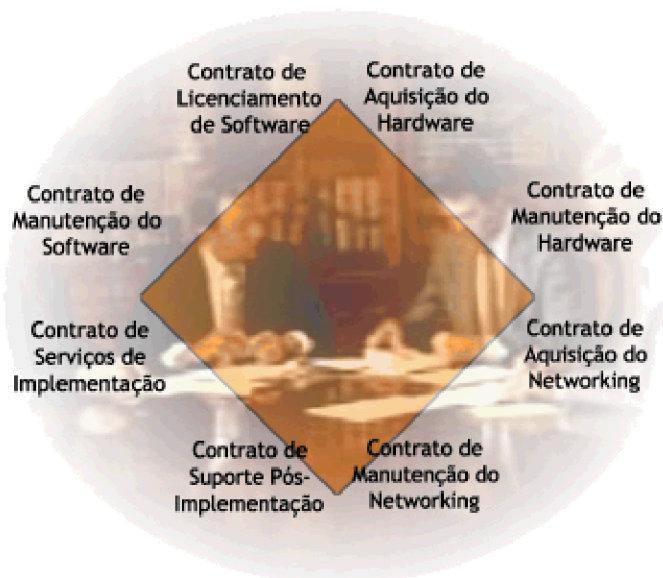 Contrato de
Licenciamento
de Software
Contrato de
Aquisição do
Hardware
Contrato de
Manutenção do
Software
Contrato de
Manutenção do
Hardware
Contrato de
Serviços de
Implementação
Contrato de
Aquisição do
Networking
Contrato de
Suporte Pós-
Implementação
Contrato de
Manutenção do
Networking